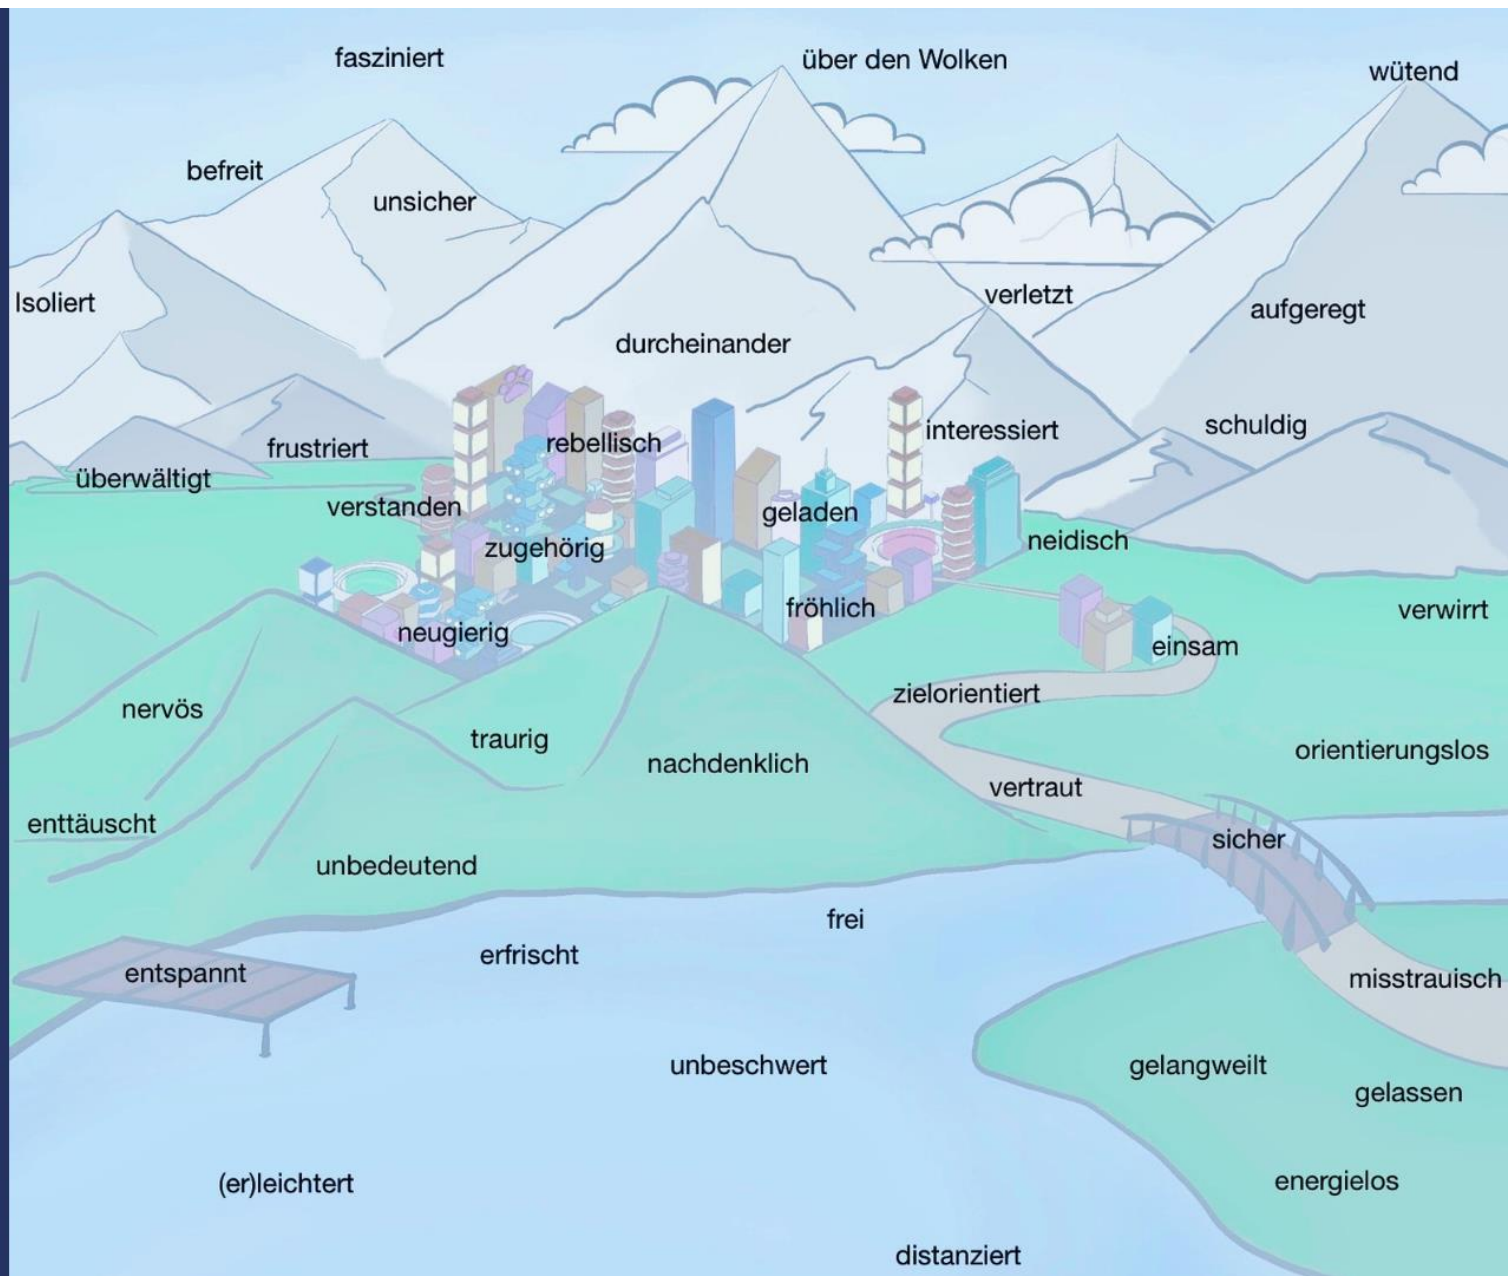 fasziniert
über den Wolken
wütend
befreit
unsicher
Isoliert
verletzt
aufgeregt
durcheinander
schuldig
interessiert
rebellisch
frustriert
überwältigt
verstanden
geladen
neidisch
zugehörig
fröhlich
verwirrt
neugierig
einsam
zielorientiert
nervös
traurig
orientierungslos
nachdenklich
vertraut
enttäuscht
sicher
unbedeutend
frei
erfrischt
entspannt
misstrauisch
unbeschwert
gelangweilt
gelassen
(er)leichtert
energielos
distanziert